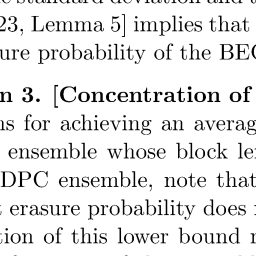 23, Lemma 5] implies that
ure probability of the BEC
n 3. [Concentration of
ns for achieving an averag
ensemble whose block le
DPC ensemble, note that
erasure probability does
tion of this lower bound